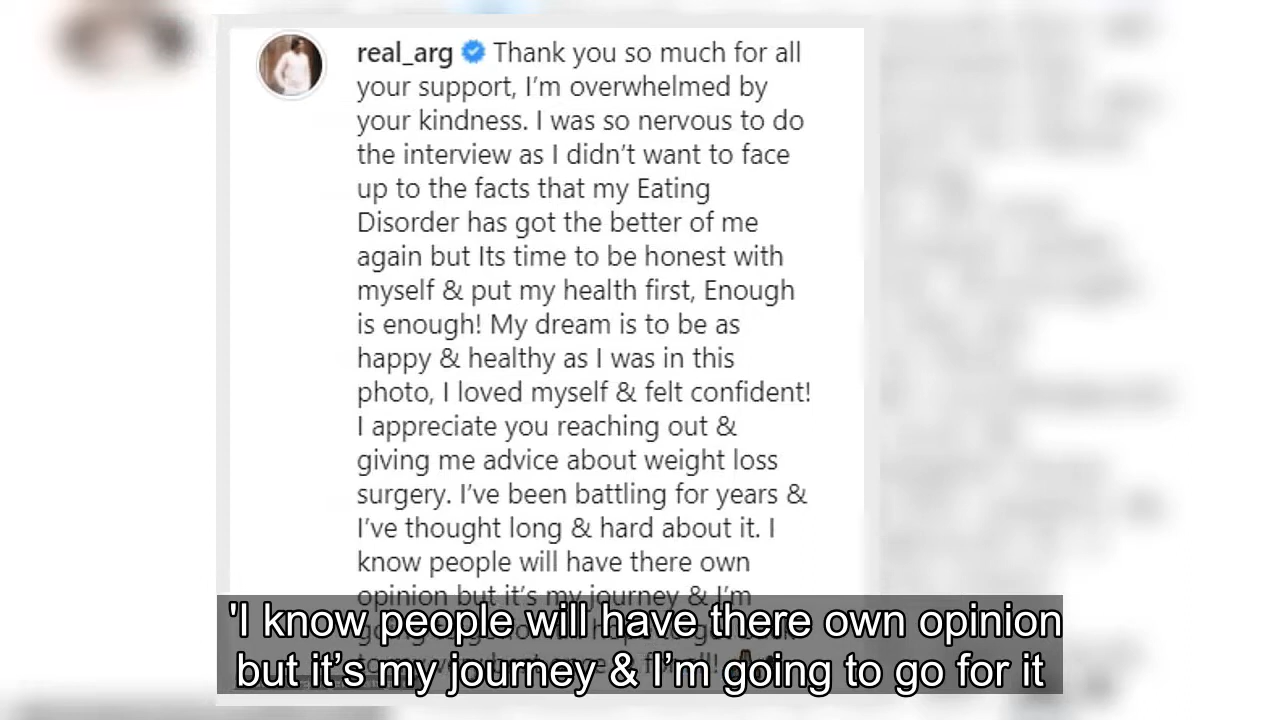 real_arg Thank you so much for all
your support, I'm overwhelmed by
your kindness. I was so nervous to do
the interview as I didn't want to face
up to the facts that my Eating
Disorder has got the better of me
again but Its time to be honest with
myself & put my health first, Enough
is enough! My dream is to be as
happy & healthy as I was in this
photo, I loved myself & felt confident!
I appreciate you reaching out &
giving me advice about weight loss
surgery. I've been battling for years &
I've thought long & hard about it. I
know people will have there own
opinion but it's my journey & I'm
'I know people will have there own opinion
but it's my journey & I'm going to go for it